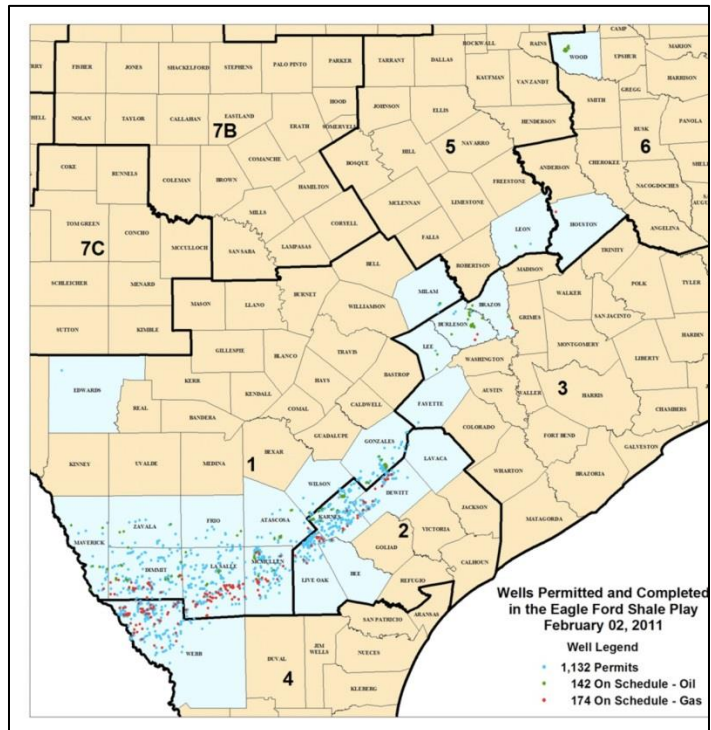 CAMP
ROCKWALL
RAINS
MARION
FISHER
JONES
SHACKELFORD
STEPHENS
PALO PINTO
PARKER
TARRANT
DALLAS
WOOD
UPSHUR
KAUFMAN
VAN ZANDT
HARRISON
GREGG
HOOD
JOHNSON
ELLIS
SMITH
NOLAN
TAYLOR
CALLAHAN
EASTLAND
SOMERVELL
HENDERSON
RUSK
PANOLA
7B
ERATH
HILL
NAVARRO
5
6
COMANCHE
BOSQUE
ANDERSON
CHEROKEE
COKE
RUNNELS
COLEMAN
BROWN
HAMILTON
FREESTONE
NACOGDOCHES
MCLENNAN
LIMESTONE
MILLS
CORYELL
TOM GREEN
CONCHO
LEON
HOUSTON
ANGELINA
7C
MCCULLOCH
SAN SABA
LAMPASAS
FALLS
TRINITY
BELL
ROBERTSON
MADISON
SCHLEICHER
MENARD
MASON
LLANO
BURNET
MILAM
WALKER
POLK
TYLER
WILLIAMSON
BRAZOS
GRIMES
SAN JACINTO
SUTTON
KIMBLE
BURLESON
HARDIN
GILLESPIE
BLANCO
TRAVIS
LEE
MONTGOMERY
LIBERTY
WASHINGTON
EDWARDS
KERR
HAYS
BASTROP
AUSTIN
WALLER
3
HARRIS
REAL
KENDALL
COMAL
CALDWELL
FAYETTE
CHAMBERS
BANDERA
COLORADO
GUADALUPE
FORT BEND
GALVESTON
BEXAR
GONZALES
LAVACA
KINNEY
UVALDE
MEDINA
1
WILSON
WHARTON
BRAZORIA
DEWITT
JACKSON
MATAGORDA
ZAVALA
FRIO
ATASCOSA
KARNES
MAVERICK
2
VICTORIA
GOLIAD
CALHOUN
DIMMIT
LA SALLE
MCMULLEN
LIVE OAK
BEE
REFUGIO
ARANSAS
SAN PATRICIO
WEBB
DUVAL
JIM
WELLS
NUECES
4
KLEBERG
Wells Permitted and Completed
in the Eagle Ford Shale Play
February 02, 2011
Well Legend
1,132 Permits
142 On Schedule - Oil
174 On Schedule - Gas